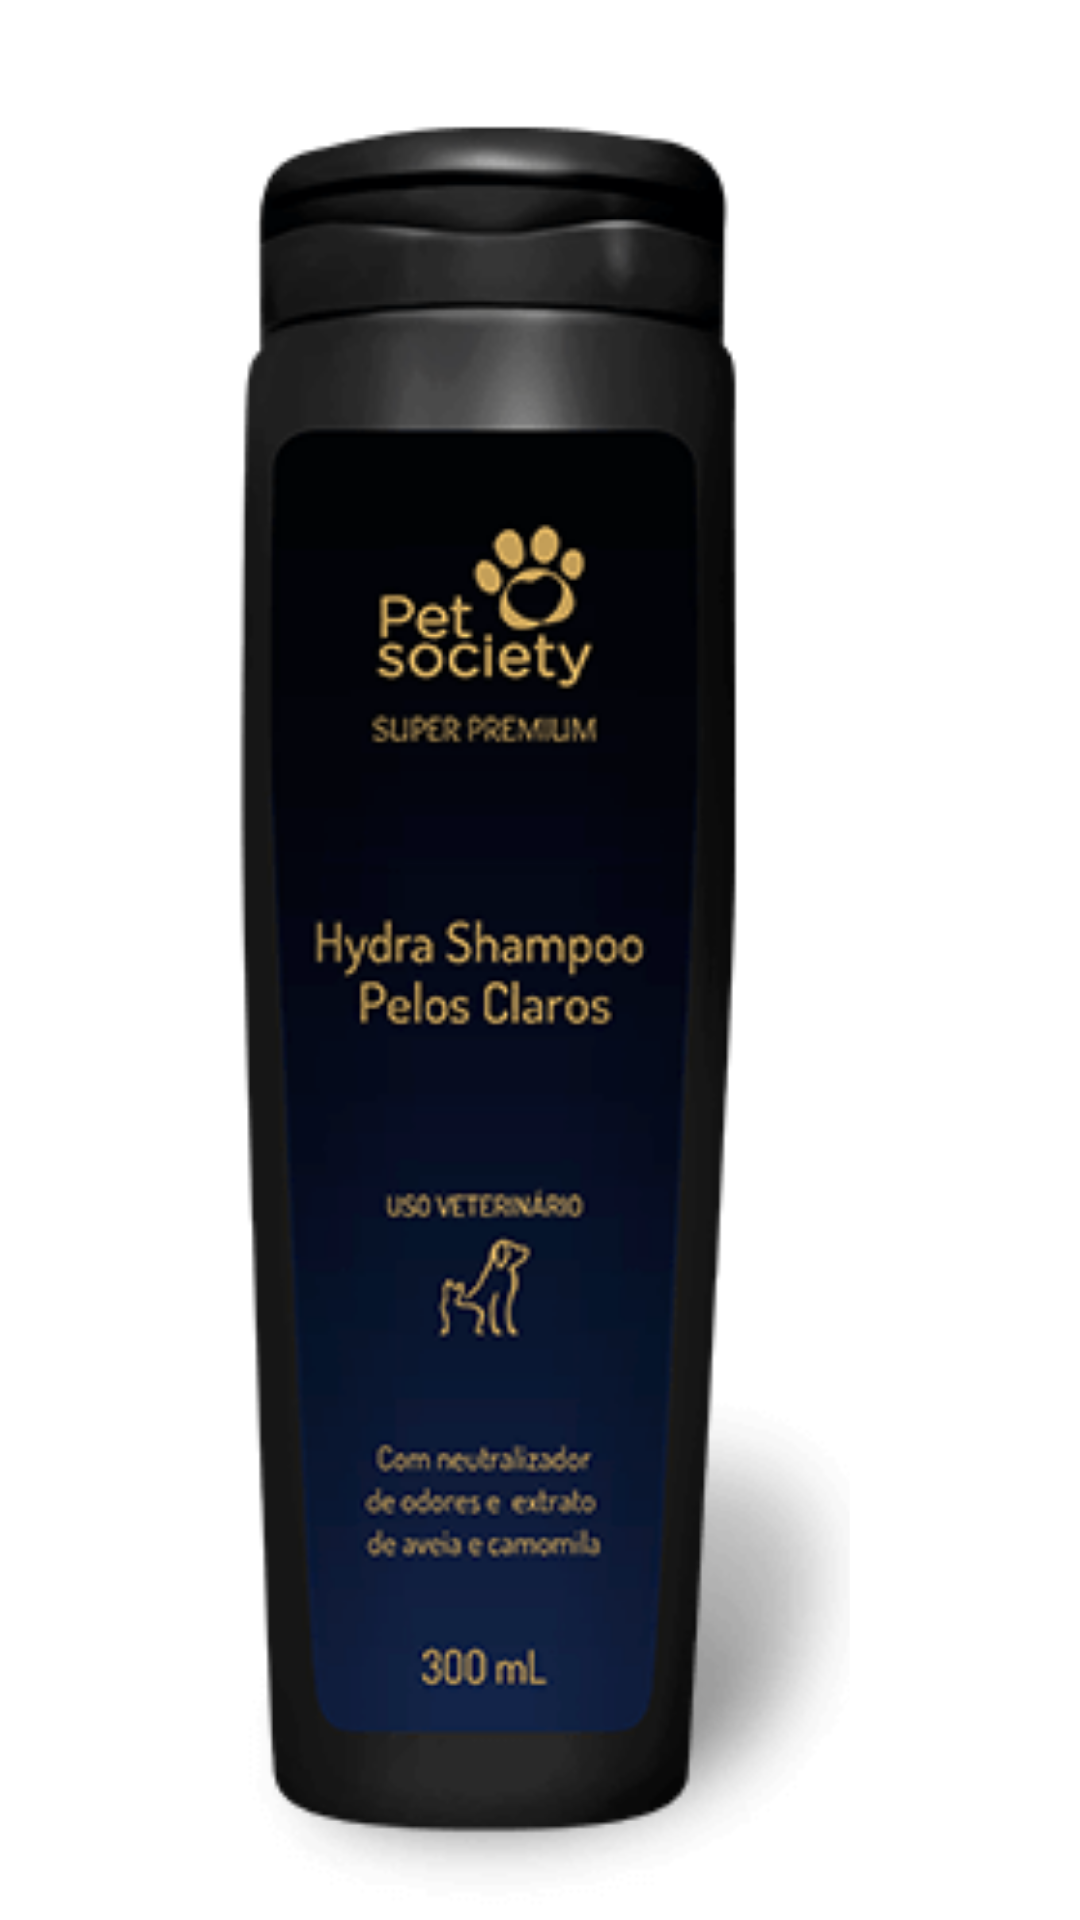 Pet
society
SUPER PREMIUM
Hydra Shampoo
Pelos Claros
USO VETERINÁRIO
Com neutralizador
de odores e extrato
de aveia e camomila
300 mL